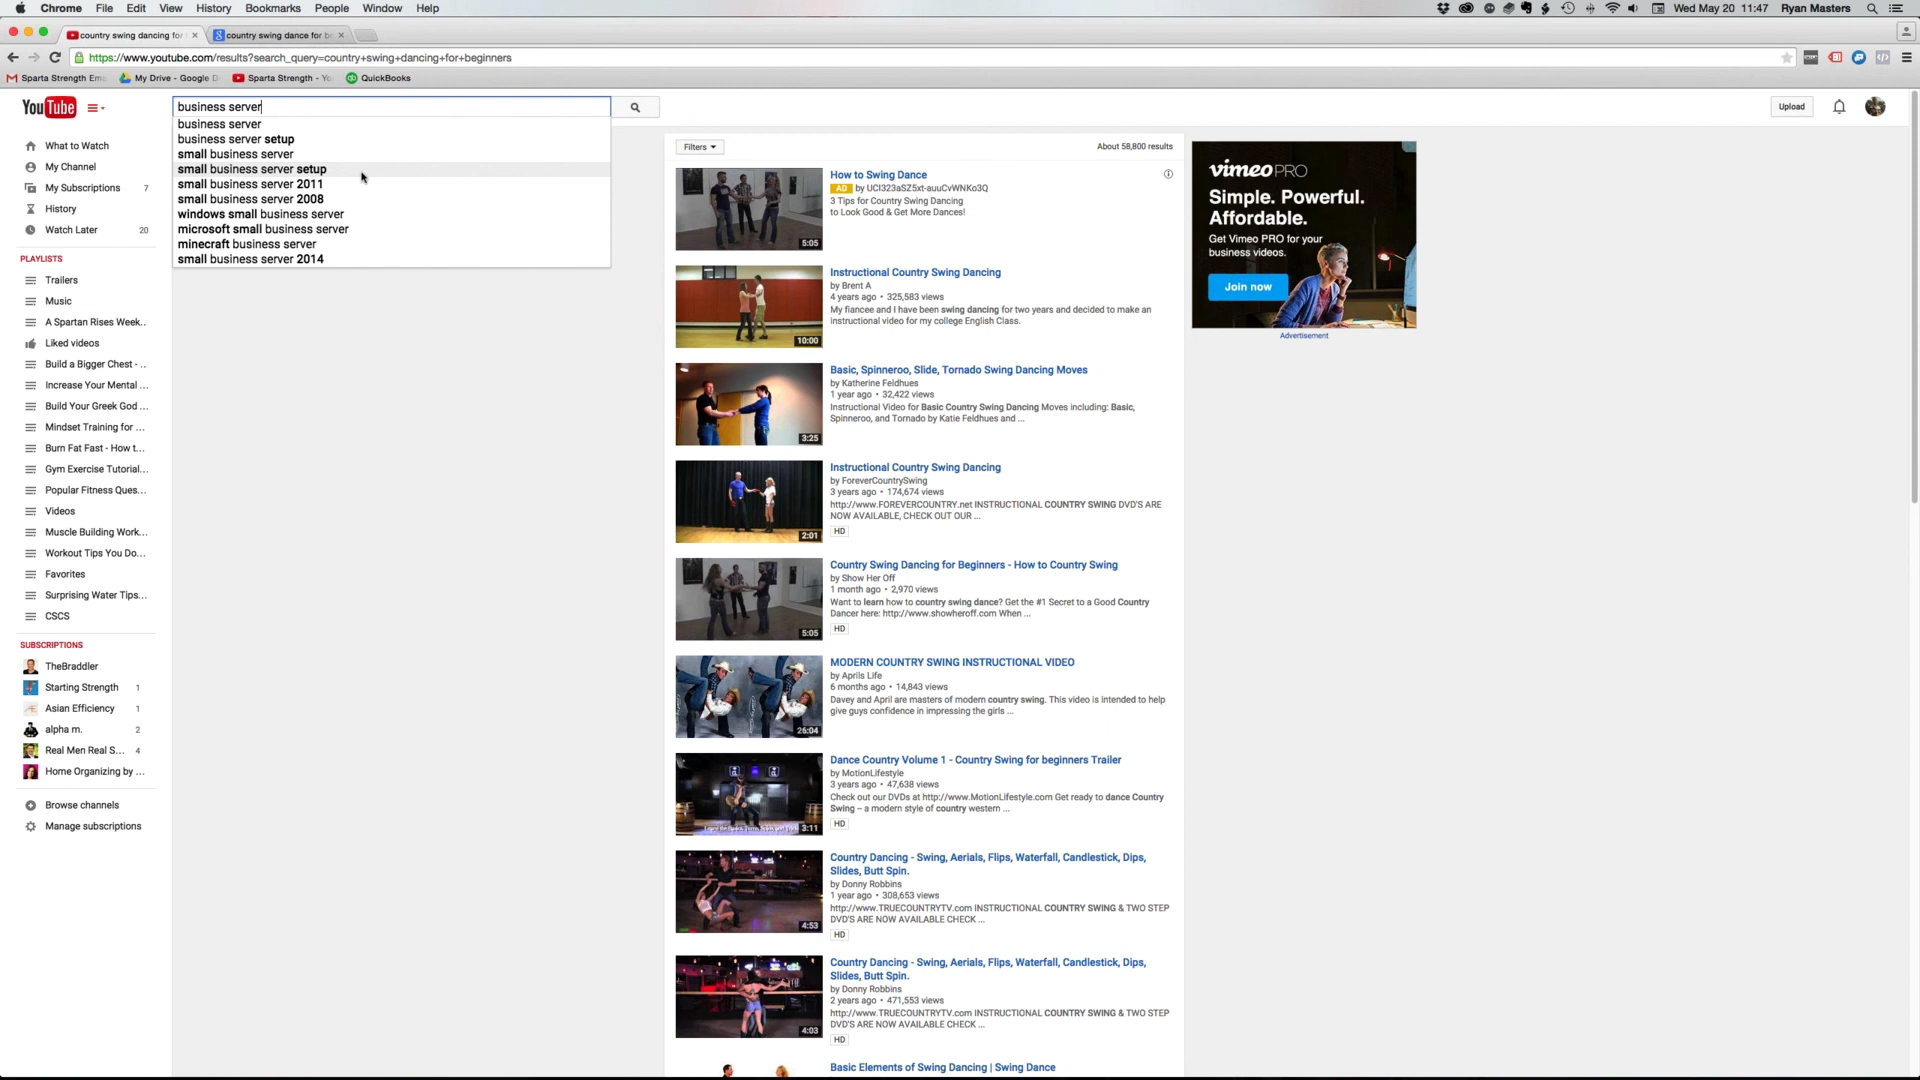 Chrome File Edit View History Bookmarks People Window Help
Wed May 20 11:47 Ryan Masters
country swing dancing for
country swing dance for be
https://www.youtube.com/results?search_query=country+swing+dancing+for+beginners
Sparta Strength Ema
My Drive - Google D
Sparta Strength - Yo
QuickBooks
YouTube
business server
Upload
business server
business server setup
small business server
small business server setup
small business server 2011
small business server 2008
windows small business server
microsoft small business server
minecraft business server
small business server 2014
What to Watch
My Channel
My Subscriptions 7
History
Watch Later 20
PLAYLISTS
Trailers
Music
A Spartan Rises Week...
Liked videos
Build a Bigger Chest - ...
Increase Your Mental ...
Build Your Greek God ...
Mindset Training for ...
Burn Fat Fast - How t...
Gym Exercise Tutorial...
Popular Fitness Ques...
Videos
Muscle Building Work...
Workout Tips You Do...
Favorites
Surprising Water Tips...
CSCS
SUBSCRIPTIONS
TheBraddler
Starting Strength 1
Asian Efficiency 1
alpha m. 2
Real Men Real S... 4
Home Organizing by ...
Browse channels
Manage subscriptions
Filters
About 58,800 results
How to Swing Dance
AD by UCI323aSZ5xt-auuCvWNKo3Q
3 Tips for Country Swing Dancing
to Look Good & Get More Dances!
5:05
Instructional Country Swing Dancing
by Brent A
4 years ago • 325,583 views
My fiancee and I have been swing dancing for two years and decided to make an
instructional video for my college English Class.
10:00
Basic, Spinneroo, Slide, Tornado Swing Dancing Moves
by Katherine Feldhues
1 year ago • 32,422 views
Instructional Video for Basic Country Swing Dancing Moves including: Basic,
Spinneroo, and Tornado by Katie Feldhues and ...
3:25
Instructional Country Swing Dancing
by ForeverCountrySwing
3 years ago • 174,674 views
http://www.FOREVERCOUNTRY.net INSTRUCTIONAL COUNTRY SWING DVD'S ARE
NOW AVAILABLE, CHECK OUT OUR ...
HD
2:01
Country Swing Dancing for Beginners - How to Country Swing
by Show Her Off
1 month ago • 2,970 views
Want to learn how to country swing dance? Get the #1 Secret to a Good Country
Dancer here: http://www.showheroff.com When ...
HD
5:05
MODERN COUNTRY SWING INSTRUCTIONAL VIDEO
by Aprils Life
6 months ago • 14,843 views
Davey and April are masters of modern country swing. This video is intended to help
give guys confidence in impressing the girls ...
26:04
Dance Country Volume 1 - Country Swing for beginners Trailer
by MotionLifestyle
3 years ago • 47,638 views
Check out our DVDs at http://www.MotionLifestyle.com Get ready to dance Country
Swing – a modern style of country western ...
HD
3:11
Country Dancing - Swing, Aerials, Flips, Waterfall, Candlestick, Dips,
Slides, Butt Spin.
by Donny Robbins
1 year ago • 308,653 views
http://www.TRUECOUNTRYTV.com INSTRUCTIONAL COUNTRY SWING & TWO STEP
DVD'S ARE NOW AVAILABLE CHECK ...
HD
4:53
Country Dancing - Swing, Aerials, Flips, Waterfall, Candlestick, Dips,
Slides, Butt Spin.
by Donny Robbins
2 years ago • 471,553 views
http://www.TRUECOUNTRYTV.com INSTRUCTIONAL COUNTRY SWING & TWO STEP
DVD'S ARE NOW AVAILABLE CHECK ...
HD
4:03
Basic Elements of Swing Dancing | Swing Dance
vimeo PRO
Simple. Powerful.
Affordable.
Get Vimeo PRO for your
business videos.
Join now
Advertisement